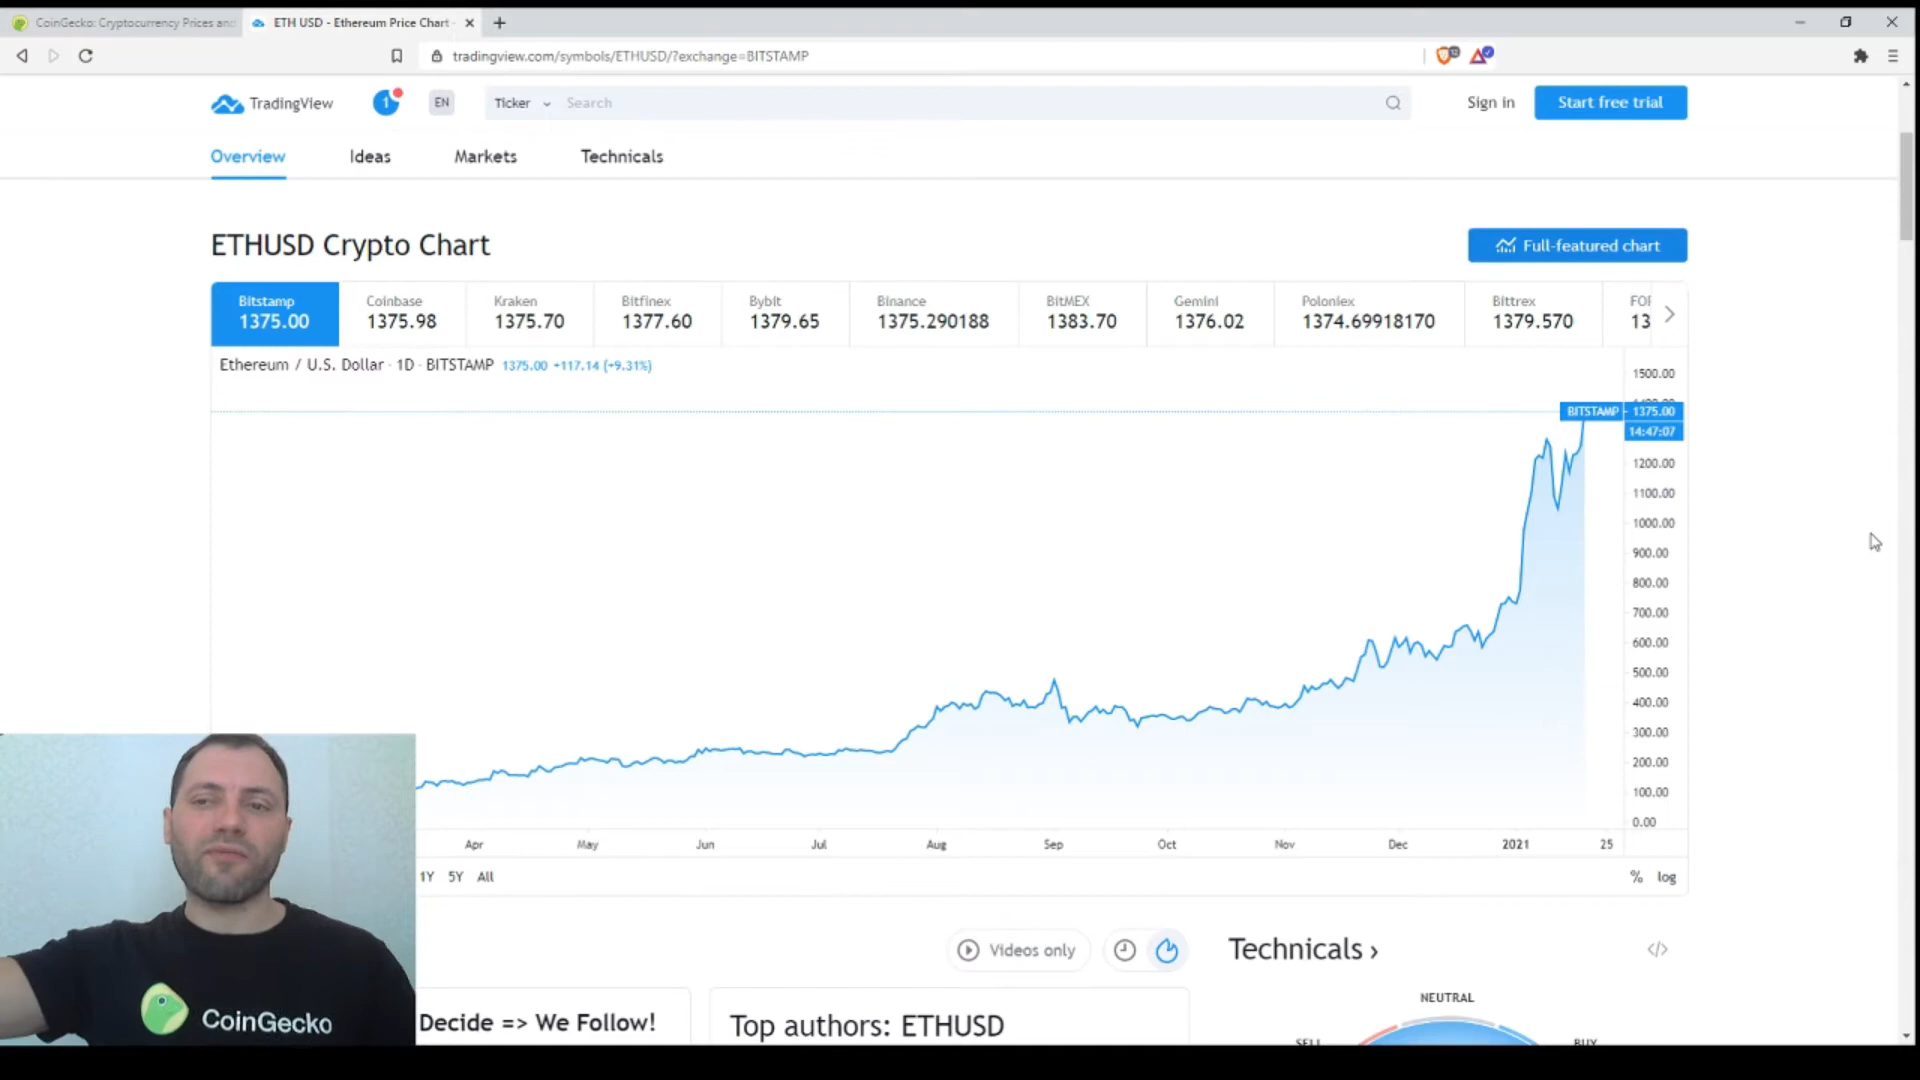 CoinGecko: Cryptocurrency Prices and
ETH USD - Ethereum Price Chart -
tradingview.com/symbols/ETHUSD/?exchange=BITSTAMP
TradingView
1
EN
Ticker
Search
Sign in
Start free trial
Overview
Ideas
Markets
Technicals
ETHUSD Crypto Chart
Full-featured chart
Bitstamp
1375.00
Coinbase
1375.98
Kraken
1375.70
Bitfinex
1377.60
Bybit
1379.65
Binance
1375.290188
BitMEX
1383.70
Gemini
1376.02
Poloniex
1374.69918170
Bittrex
1379.570
13
Ethereum / U.S. Dollar · 1D · BITSTAMP 1375.00 +117.14 (+9.31%)
1500.00
BITSTAMP 1375.00
14:47:07
1200.00
1100.00
1000.00
900.00
800.00
700.00
600.00
500.00
400.00
300.00
200.00
100.00
0.00
Apr May Jun Jul Aug Sep Oct Nov Dec 2021 25
1Y 5Y All
% log
Videos only
Technicals ›
</>
NEUTRAL
SELL
BUY
Decide => We Follow!
Top authors: ETHUSD
CoinGecko